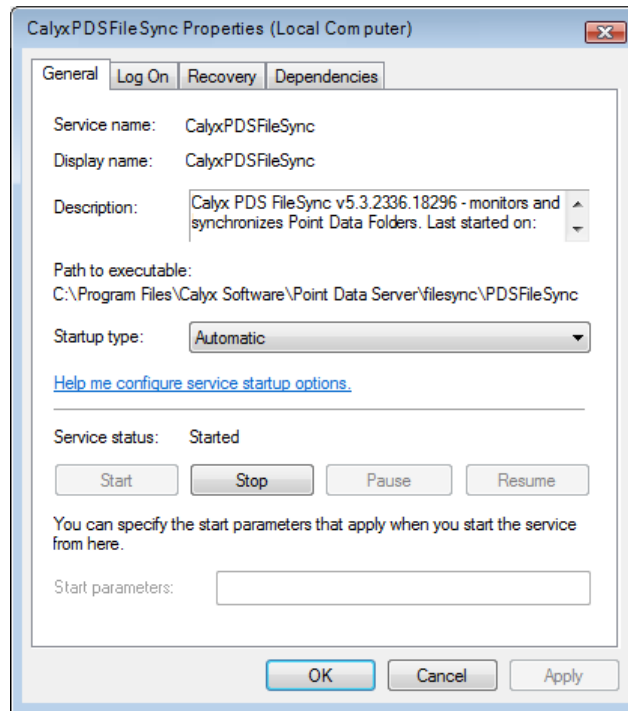 CalyxPDSFileSync Properties (Local Computer)
General Log On Recovery Dependencies
Service name: CalyxPDSFileSync
Display name: CalyxPDSFileSync
Description: Calyx PDS FileSync v5.3.2336.18296 - monitors and
synchronizes Point Data Folders. Last started on:
Path to executable:
C:\Program Files\Calyx Software\Point Data Server\filesync\PDSFileSync
Startup type: Automatic
Help me configure service startup options.
Service status: Started
Start Stop Pause Resume
You can specify the start parameters that apply when you start the service
from here.
Start parameters:
OK Cancel Apply